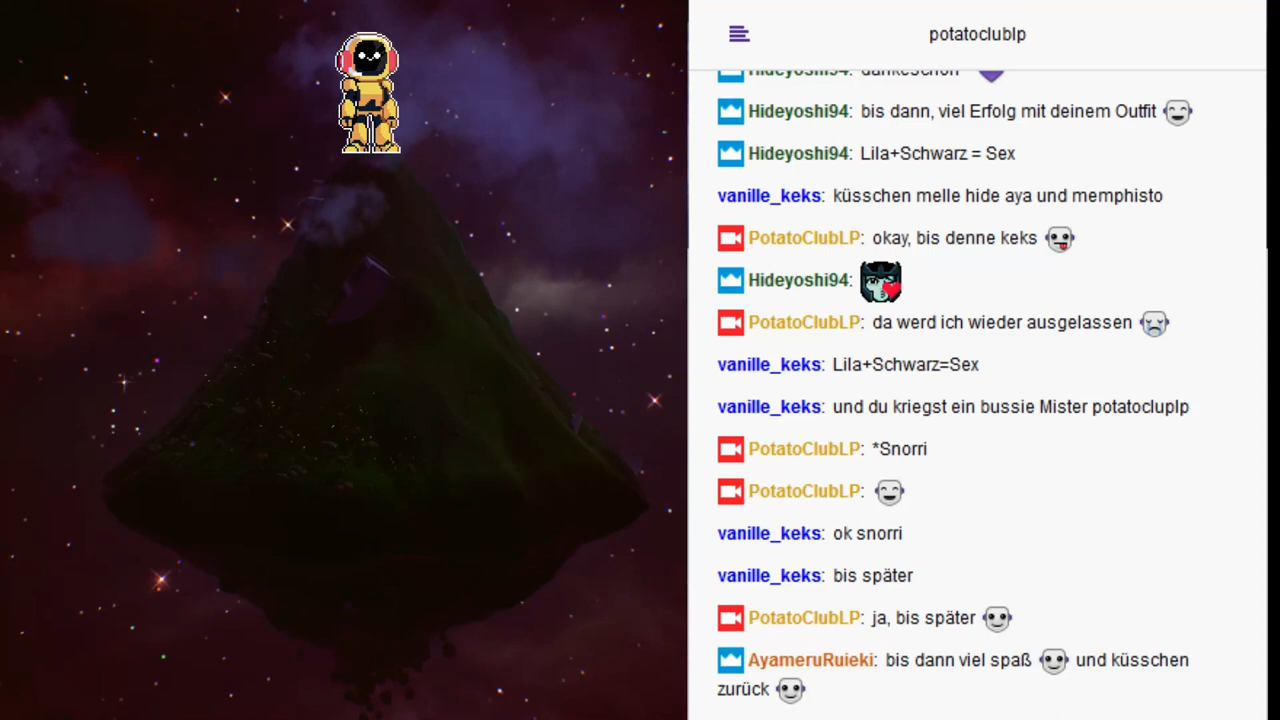 potatoclublp
Hideyoshi94: dankeschön
Hideyoshi94: bis dann, viel Erfolg mit deinem Outfit
Hideyoshi94: Lila+Schwarz = Sex
vanille_keks: küsschen melle hide aya und memphisto
PotatoClubLP: okay, bis denne keks
Hideyoshi94:
PotatoClubLP: da werd ich wieder ausgelassen
vanille_keks: Lila+Schwarz=Sex
vanille_keks: und du kriegst ein bussie Mister potatocluplp
PotatoClubLP: *Snorri
PotatoClubLP:
vanille_keks: ok snorri
vanille_keks: bis später
PotatoClubLP: ja, bis später
AyameruRuieki: bis dann viel spaß und küsschen
zurück